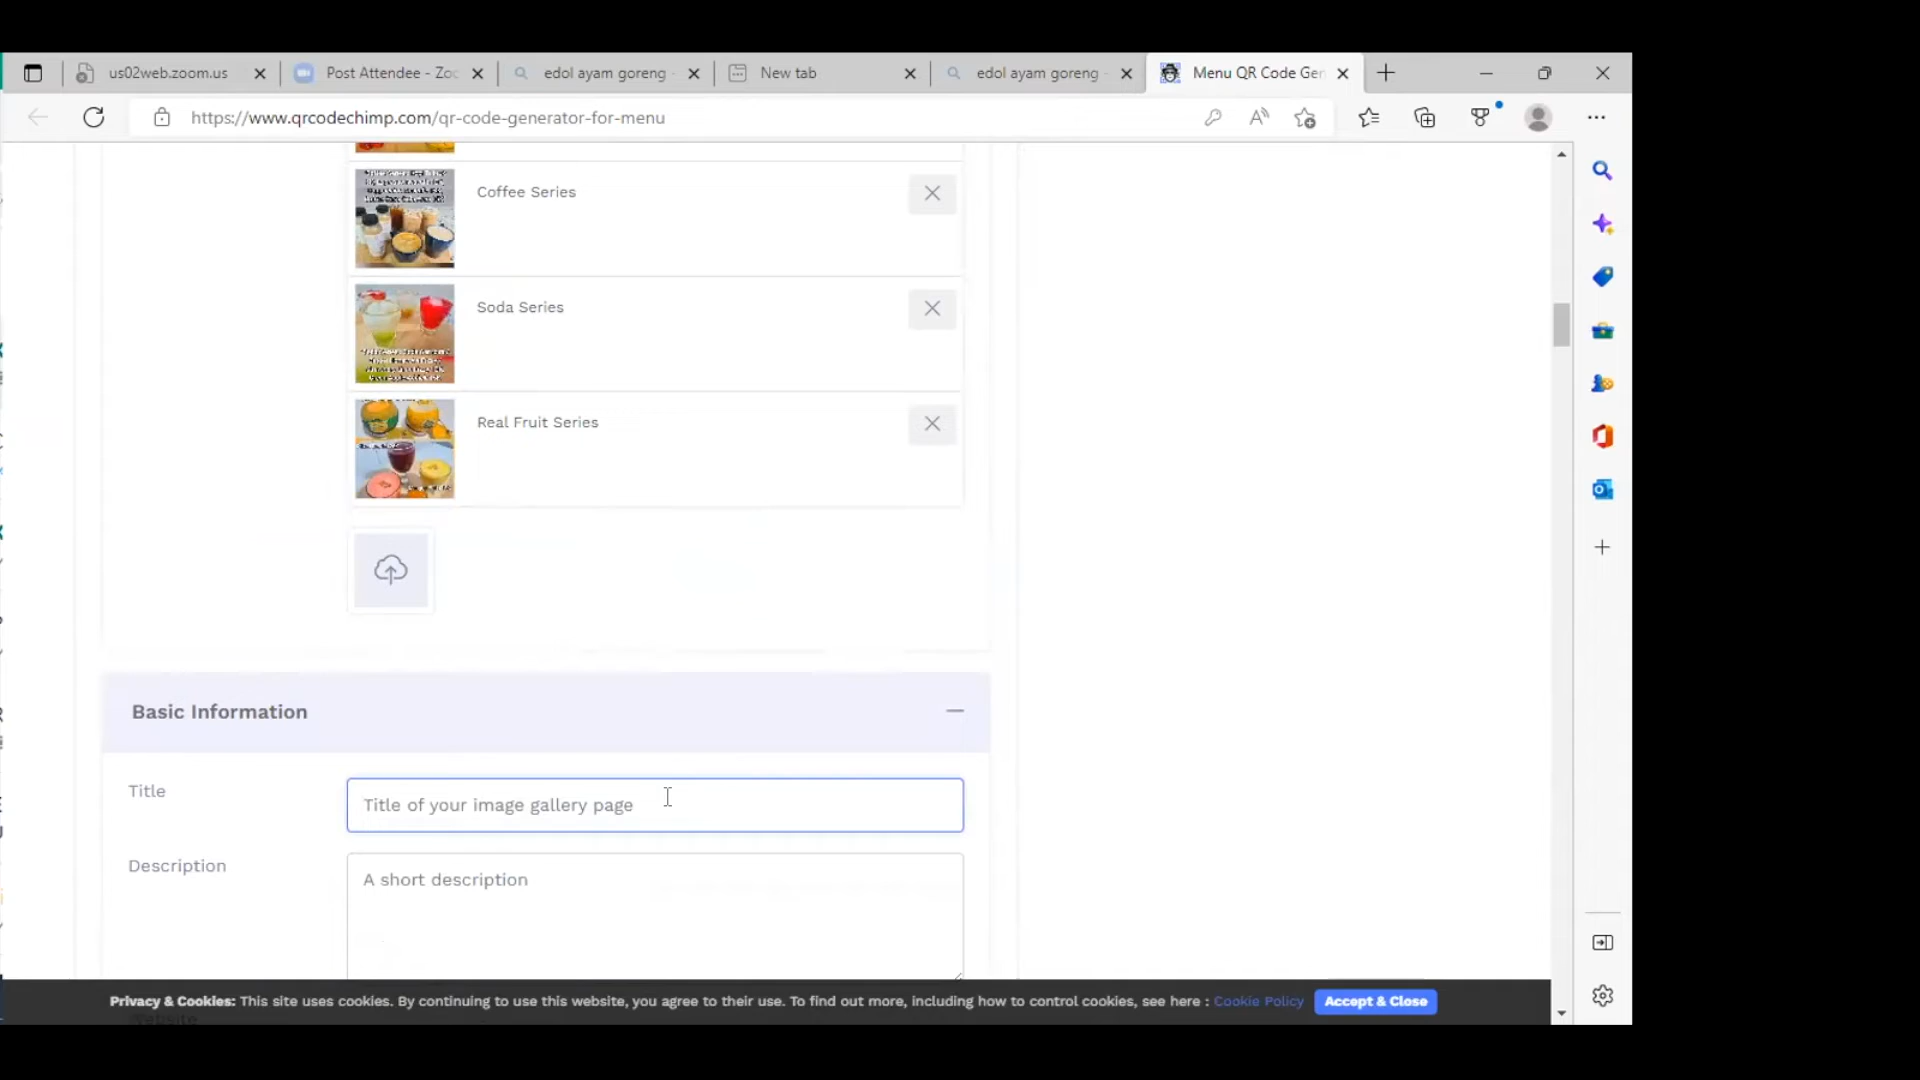 us02web.zoom.us
Post Attendee - Zoc
edol ayam goreng -
New tab
edol ayam goreng -
Menu QR Code Gen
https://www.qrcodechimp.com/qr-code-generator-for-menu
Coffee Series
Soda Series
Real Fruit Series
Basic Information
Title
Title of your image gallery page
Description
A short description
Privacy & Cookies: This site uses cookies. By continuing to use this website, you agree to their use. To find out more, including how to control cookies, see here : Cookie Policy
Accept & Close
Website